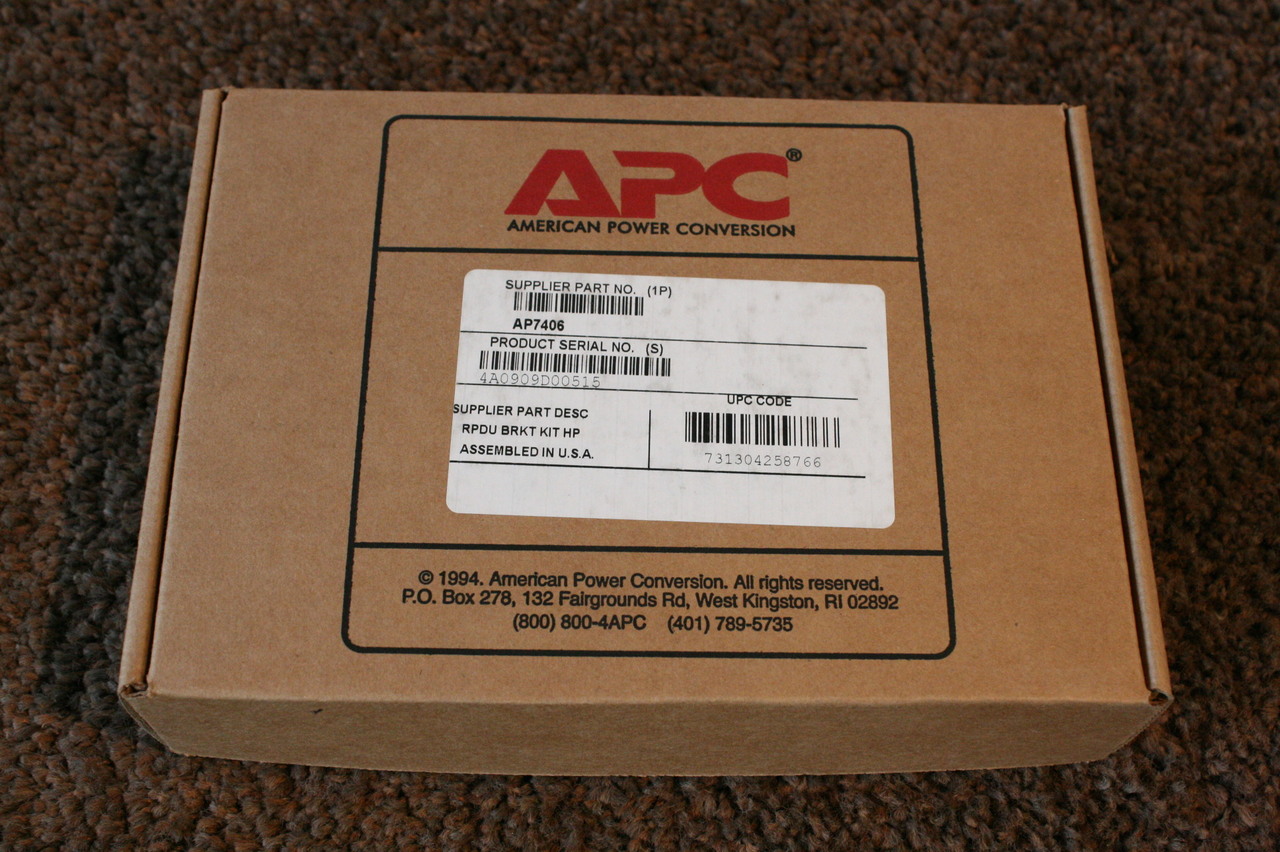 APC®
AMERICAN POWER CONVERSION
SUPPLIER PART NO. (1P)
AP7406
PRODUCT SERIAL NO. (S)
4A0909D00515
SUPPLIER PART DESC
RPDU BRKT KIT HP
ASSEMBLED IN U.S.A.
UPC CODE
731304258766
© 1994. American Power Conversion. All rights reserved.
P.O. Box 278, 132 Fairgrounds Rd, West Kingston, RI 02892
(800) 800-4APC (401) 789-5735